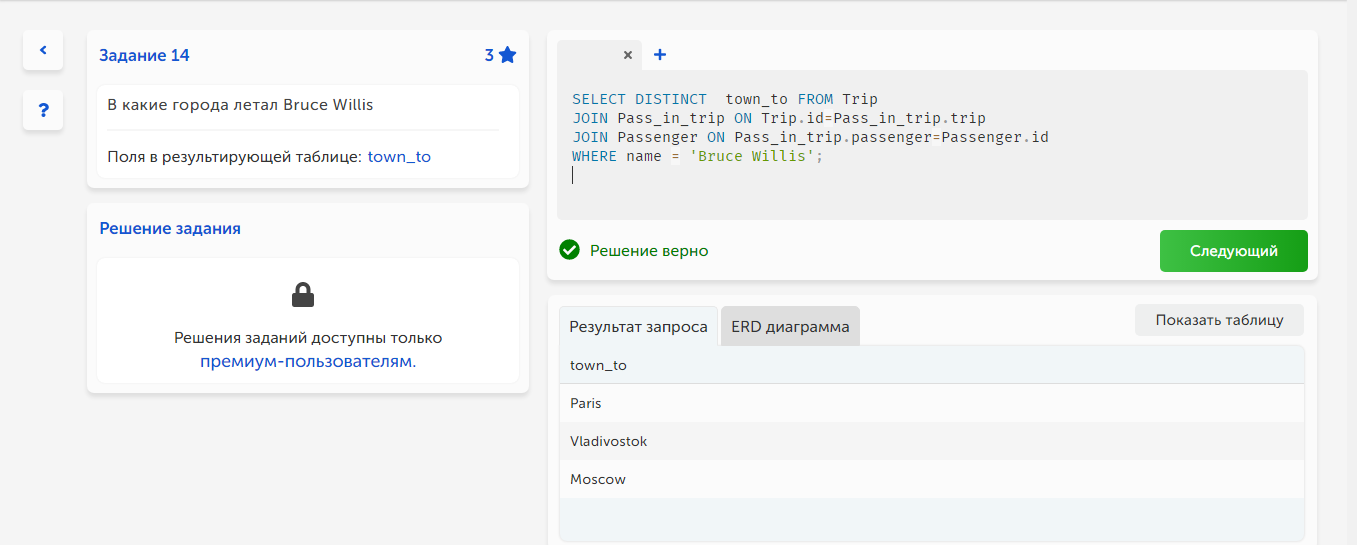 Задание 14
3
В какие города летал Bruce Willis
Поля в результирующей таблице: town_to
Решение задания
Решения заданий доступны только
премиум-пользователям.
SELECT DISTINCT  town_to FROM Trip
JOIN Pass_in_trip ON Trip.id=Pass_in_trip.trip
JOIN Passenger ON Pass_in_trip.passenger=Passenger.id
WHERE name = 'Bruce Willis';
Решение верно
Следующий
Результат запроса
ERD диаграмма
Показать таблицу
town_to
Paris
Vladivostok
Moscow